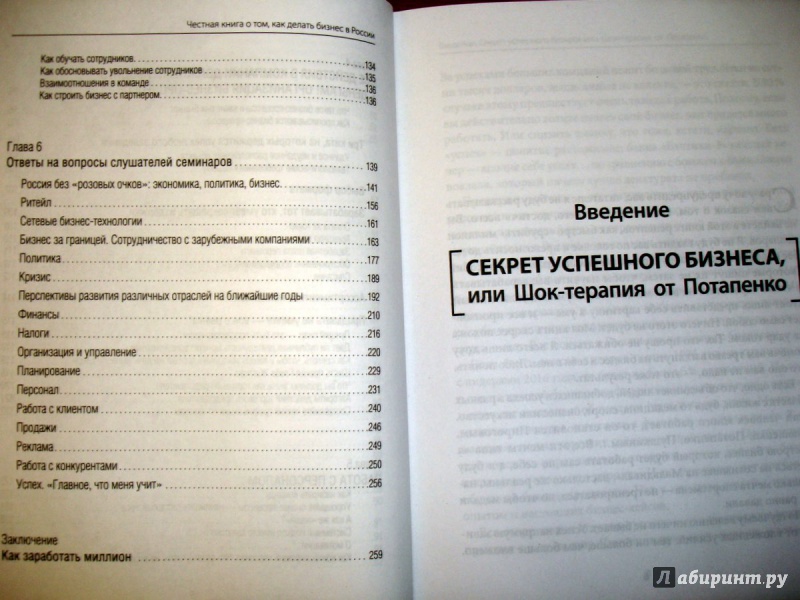 Честная книга о том, как делать бизнес в России
Как обучать сотрудников. 134
Как обосновывать увольнение сотрудников 135
Взаимоотношения в команде 136
Как строить бизнес с партнером. 136
Глава 6
Ответы на вопросы слушателей семинаров 139
Россия без «розовых очков»: экономика, политика, бизнес. 141
Ритейл 156
Сетевые бизнес-технологии 161
Бизнес за границей. Сотрудничество с зарубежными компаниями 163
Политика 177
Кризис 189
Перспективы развития различных отраслей на ближайшие годы 192
Финансы 210
Налоги 216
Организация и управление 220
Планирование 229
Персонал 231
Работа с клиентом 240
Продажи 246
Реклама 249
Работа с конкурентами 250
Успех. «Главное, что меня учит» 256
Заключение
Как заработать миллион 259
Введение
СЕКРЕТ УСПЕШНОГО БИЗНЕСА,
или Шок-терапия от Потапенко
Лабиринт.ру